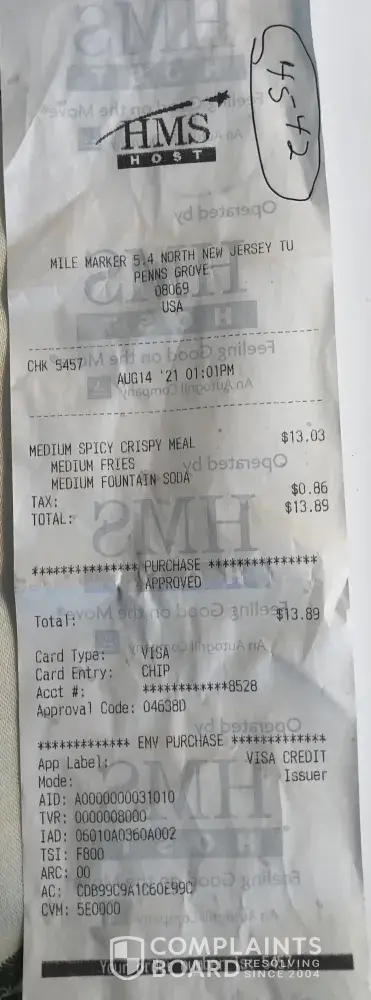 45-42
HMS
HOST
MILE MARKER 5.4 NORTH NEW JERSEY TU
PENNS GROVE
08069
USA
CHK 5457
AUG14 '21 01:01PM
MEDIUM SPICY CRISPY MEAL $13.03
MEDIUM FRIES
MEDIUM FOUNTAIN SODA
TAX: $0.86
TOTAL: $13.89
*************** PURCHASE ***************
APPROVED
Total: $13.89
Card Type: VISA
Card Entry: CHIP
Acct #: ************8528
Approval Code: 04638D
************* EMV PURCHASE *************
App Label: VISA CREDIT
Mode: Issuer
AID: A0000000031010
TVR: 0000008000
IAD: 06010A0360A002
TSI: F800
ARC: 00
AC: CDB99C9A1C60E99C
CVM: 5E0000
COMPLAINTS
BOARD RESOLVING
SINCE 2004